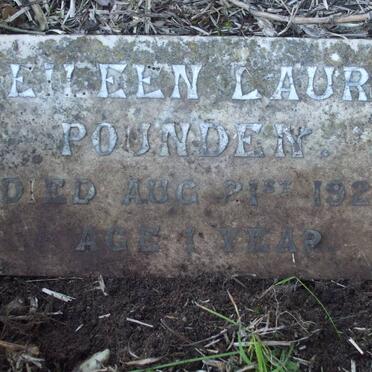 EILEEN LAUR
POUNDEN.
DIED AUG 21ST 192
AGE 1 YEAR